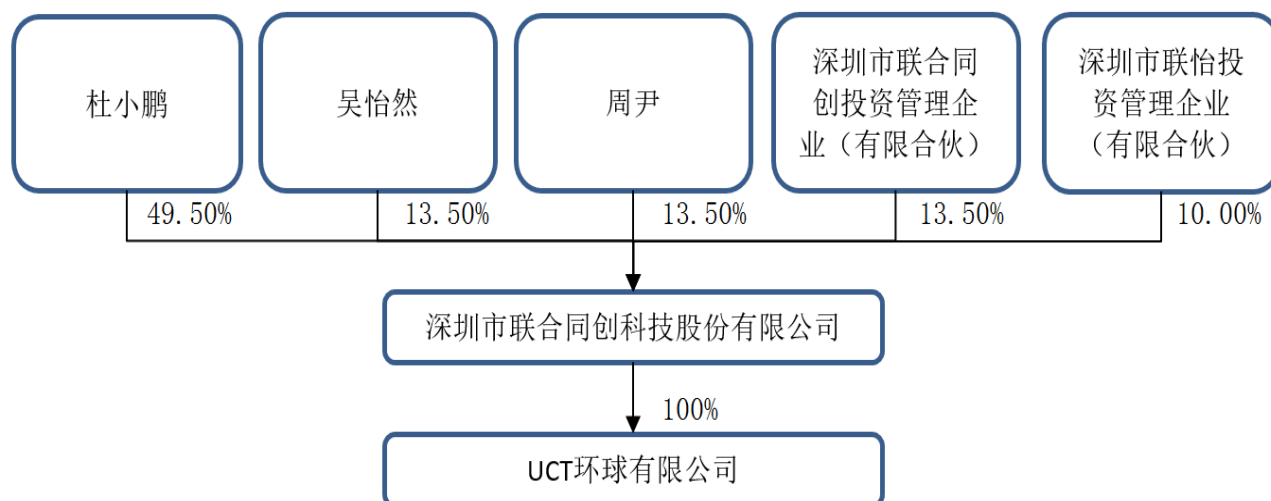 杜小鹏
吴怡然
周尹
深圳市联合同
创投资管理企
业（有限合伙）
深圳市联怡投
资管理企业
（有限合伙）
49.50%
13.50%
13.50%
13.50%
10.00%
深圳市联合同创科技股份有限公司
100%
UCT环球有限公司